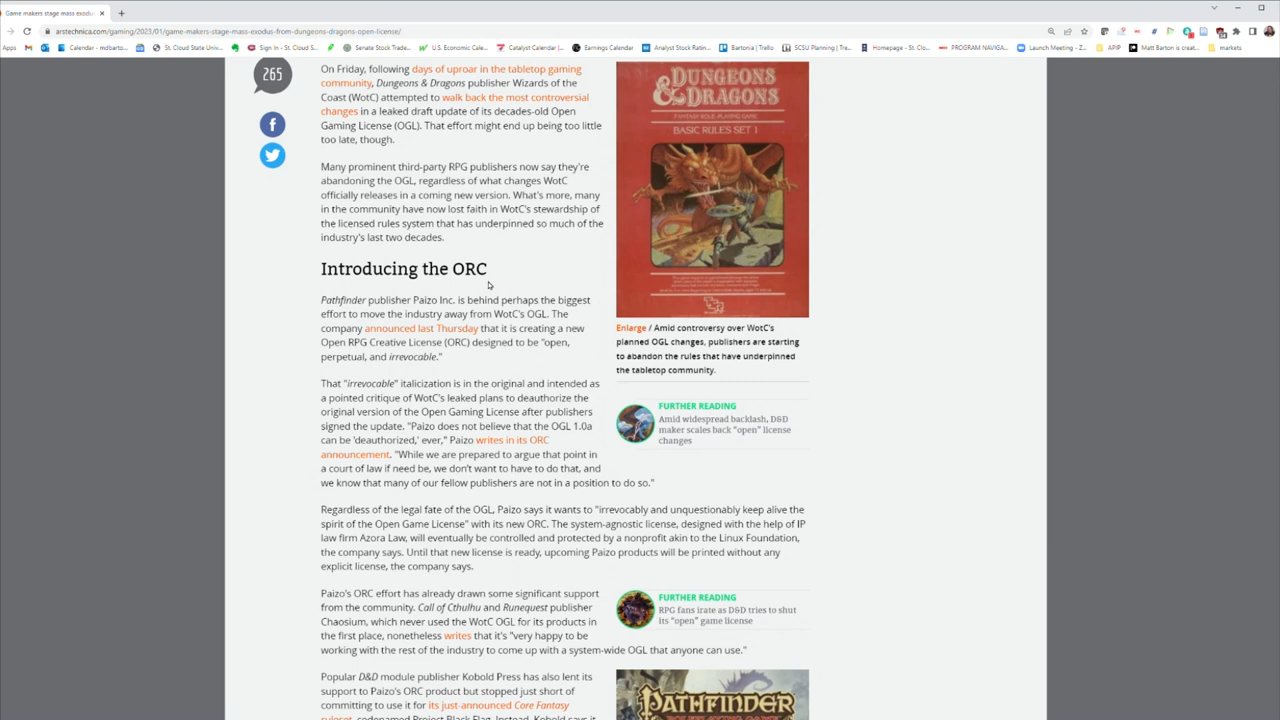 Game makers stage mass exodus
arstechnica.com/gaming/2023/01/game-makers-stage-mass-exodus-from-dungeons-dragons-open-license/
Apps
Calendar - mdbarto...
St. Cloud State Univ...
Sign In - St. Cloud S...
Senate Stock Trade...
U.S. Economic Cale...
Catalyst Calendar |...
Earnings Calendar
Analyst Stock Ratin...
Bartonia | Trello
SCSU Planning | Tre...
Homepage - St. Clo...
PROGRAM NAVIGA...
Launch Meeting - Z...
APIP
Matt Barton is creat...
markets
265
On Friday, following days of uproar in the tabletop gaming
community, Dungeons & Dragons publisher Wizards of the
Coast (WotC) attempted to walk back the most controversial
changes in a leaked draft update of its decades-old Open
Gaming License (OGL). That effort might end up being too little
too late, though.
Many prominent third-party RPG publishers now say they're
abandoning the OGL, regardless of what changes WotC
officially releases in a coming new version. What's more, many
in the community have now lost faith in WotC's stewardship of
the licensed rules system that has underpinned so much of the
industry's last two decades.
DUNGEONS
& DRAGONS
FANTASY ROLE-PLAYING GAME
BASIC RULES SET 1
Enlarge / Amid controversy over WotC's
planned OGL changes, publishers are starting
to abandon the rules that have underpinned
the tabletop community.
Introducing the ORC
Pathfinder publisher Paizo Inc. is behind perhaps the biggest
effort to move the industry away from WotC's OGL. The
company announced last Thursday that it is creating a new
Open RPG Creative License (ORC) designed to be "open,
perpetual, and irrevocable."
That "irrevocable" italicization is in the original and intended as
a pointed critique of WotC's leaked plans to deauthorize the
original version of the Open Gaming License after publishers
signed the update. "Paizo does not believe that the OGL 1.0a
can be 'deauthorized,' ever," Paizo writes in its ORC
announcement. "While we are prepared to argue that point in
a court of law if need be, we don't want to have to do that, and
we know that many of our fellow publishers are not in a position to do so."
FURTHER READING
Amid widespread backlash, D&D
maker scales back "open" license
changes
Regardless of the legal fate of the OGL, Paizo says it wants to "irrevocably and unquestionably keep alive the
spirit of the Open Game License" with its new ORC. The system-agnostic license, designed with the help of IP
law firm Azora Law, will eventually be controlled and protected by a nonprofit akin to the Linux Foundation,
the company says. Until that new license is ready, upcoming Paizo products will be printed without any
explicit license, the company says.
Paizo's ORC effort has already drawn some significant support
from the community. Call of Cthulhu and Runequest publisher
Chaosium, which never used the WotC OGL for its products in
the first place, nonetheless writes that it's "very happy to be
working with the rest of the industry to come up with a system-wide OGL that anyone can use."
FURTHER READING
RPG fans irate as D&D tries to shut
its "open" game license
Popular D&D module publisher Kobold Press has also lent its
support to Paizo's ORC product but stopped just short of
committing to use it for its just-announced Core Fantasy
ruleset, codenamed Project Black Flag. Instead, Kobold says it
PATHFINDER